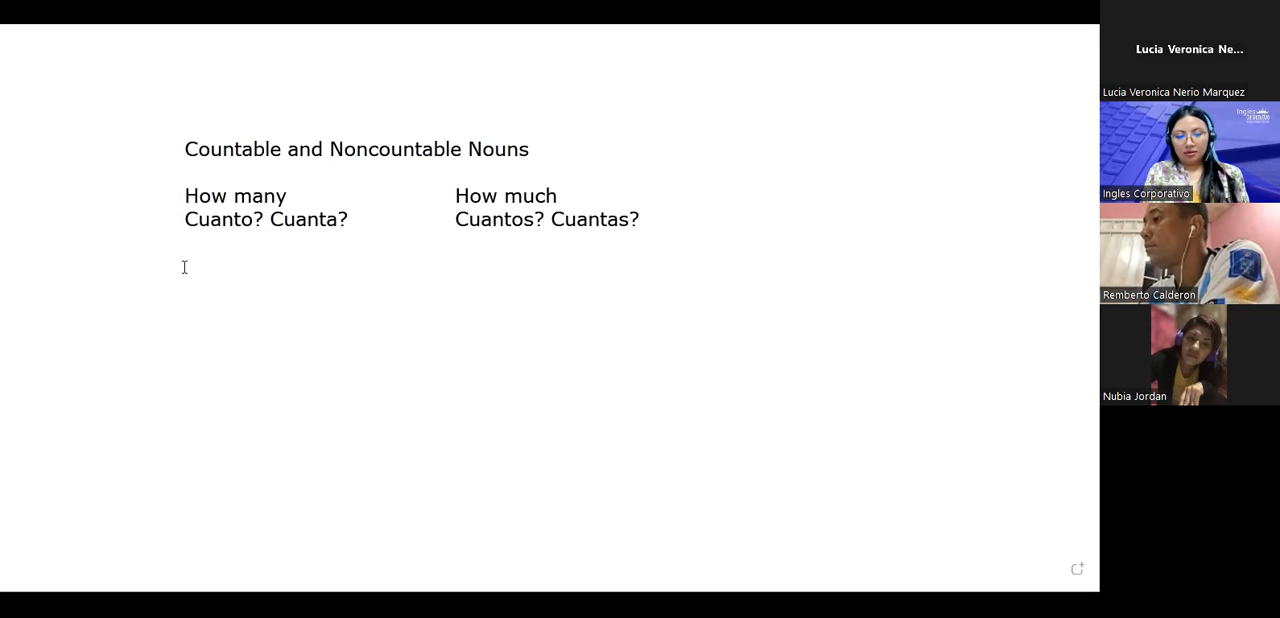 Countable and Noncountable Nouns
How many
How much
Cuanto? Cuanta?
Cuantos? Cuantas?
Lucia Veronica Ne...
Lucia Veronica Nerio Marquez
Ingles
Ingles Corporativo
Remberto Calderon
Nubia Jordan